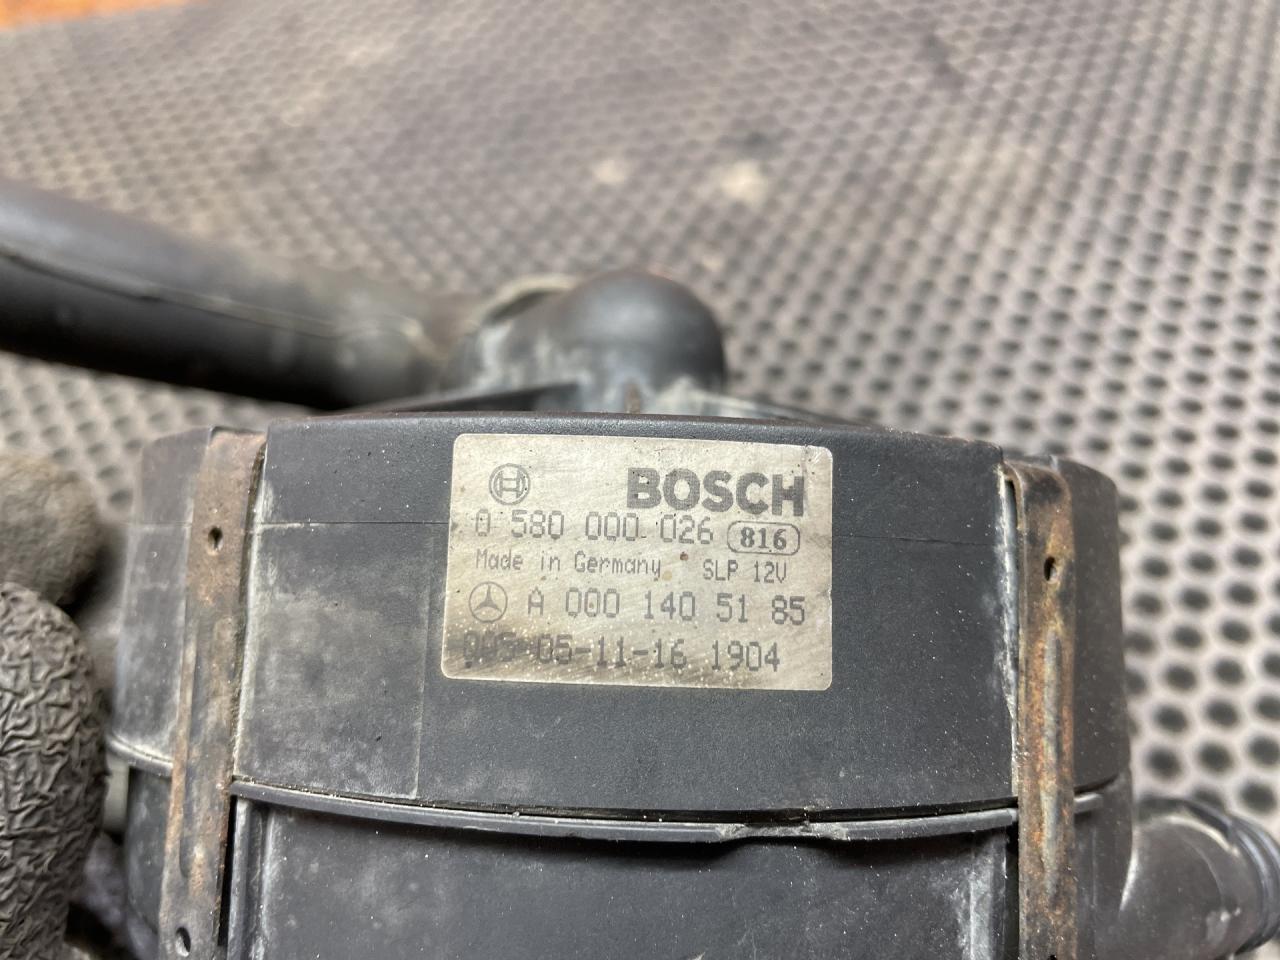 BOSCH
0 580 000 026 816
Made in Germany SLP 12V
A 000 140 51 85
005 05-11-16 1904